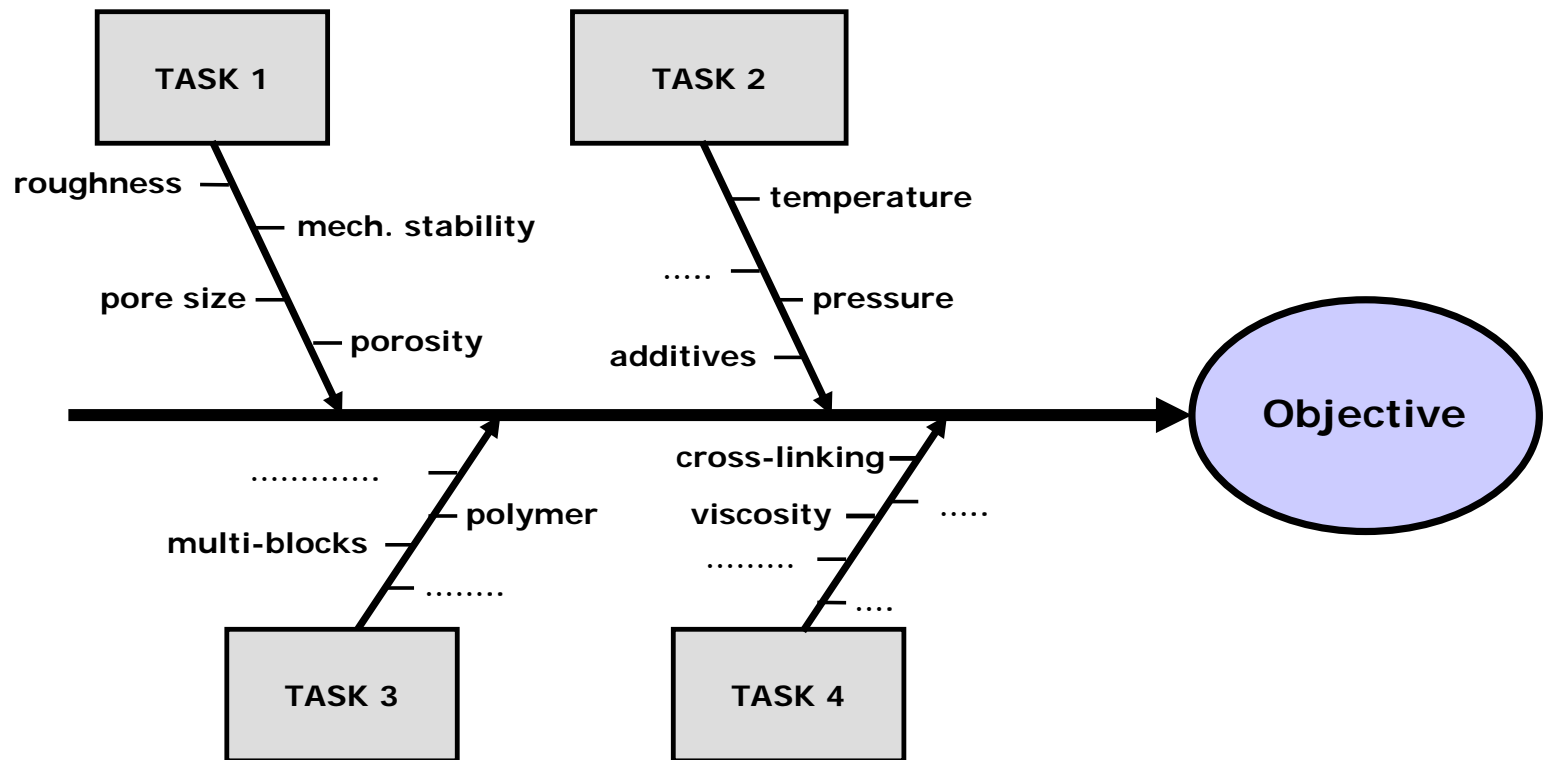 TASK 1
TASK 2
roughness
temperature
mech. stability
.....
pore size
pressure
porosity
additives
Objective
cross-linking
.............
.....
polymer
viscosity
multi-blocks
.........
........
....
TASK 3
TASK 4